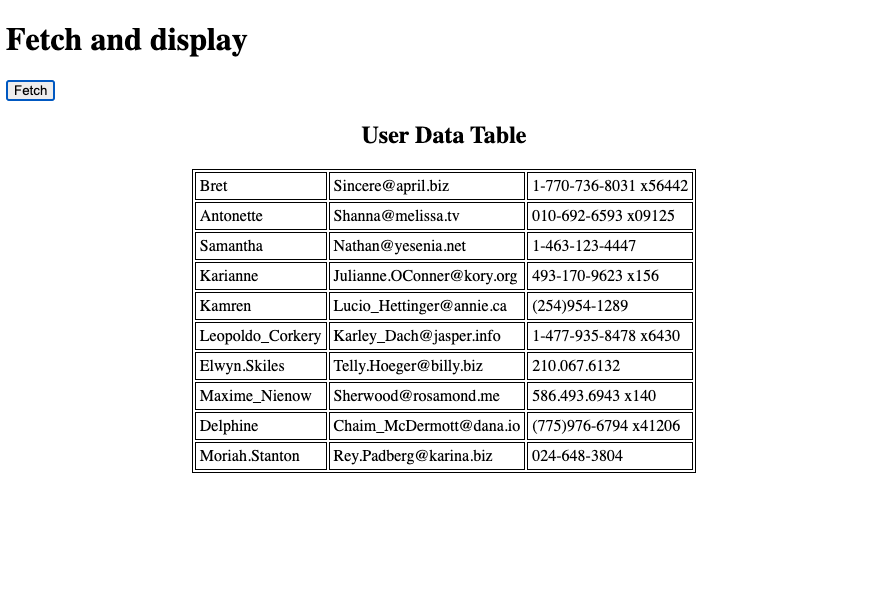 Fetch and display
Fetch
User Data Table
Bret Sincere@april.biz 1-770-736-8031 x56442
Antonette Shanna@melissa.tv 010-692-6593 x09125
Samantha Nathan@yesenia.net 1-463-123-4447
Karianne Julianne.OConner@kory.org 493-170-9623 x156
Kamren Lucio_Hettinger@annie.ca (254)954-1289
Leopoldo_Corkery Karley_Dach@jasper.info 1-477-935-8478 x6430
Elwyn.Skiles Telly.Hoeger@billy.biz 210.067.6132
Maxime_Nienow Sherwood@rosamond.me 586.493.6943 x140
Delphine Chaim_McDermott@dana.io (775)976-6794 x41206
Moriah.Stanton Rey.Padberg@karina.biz 024-648-3804